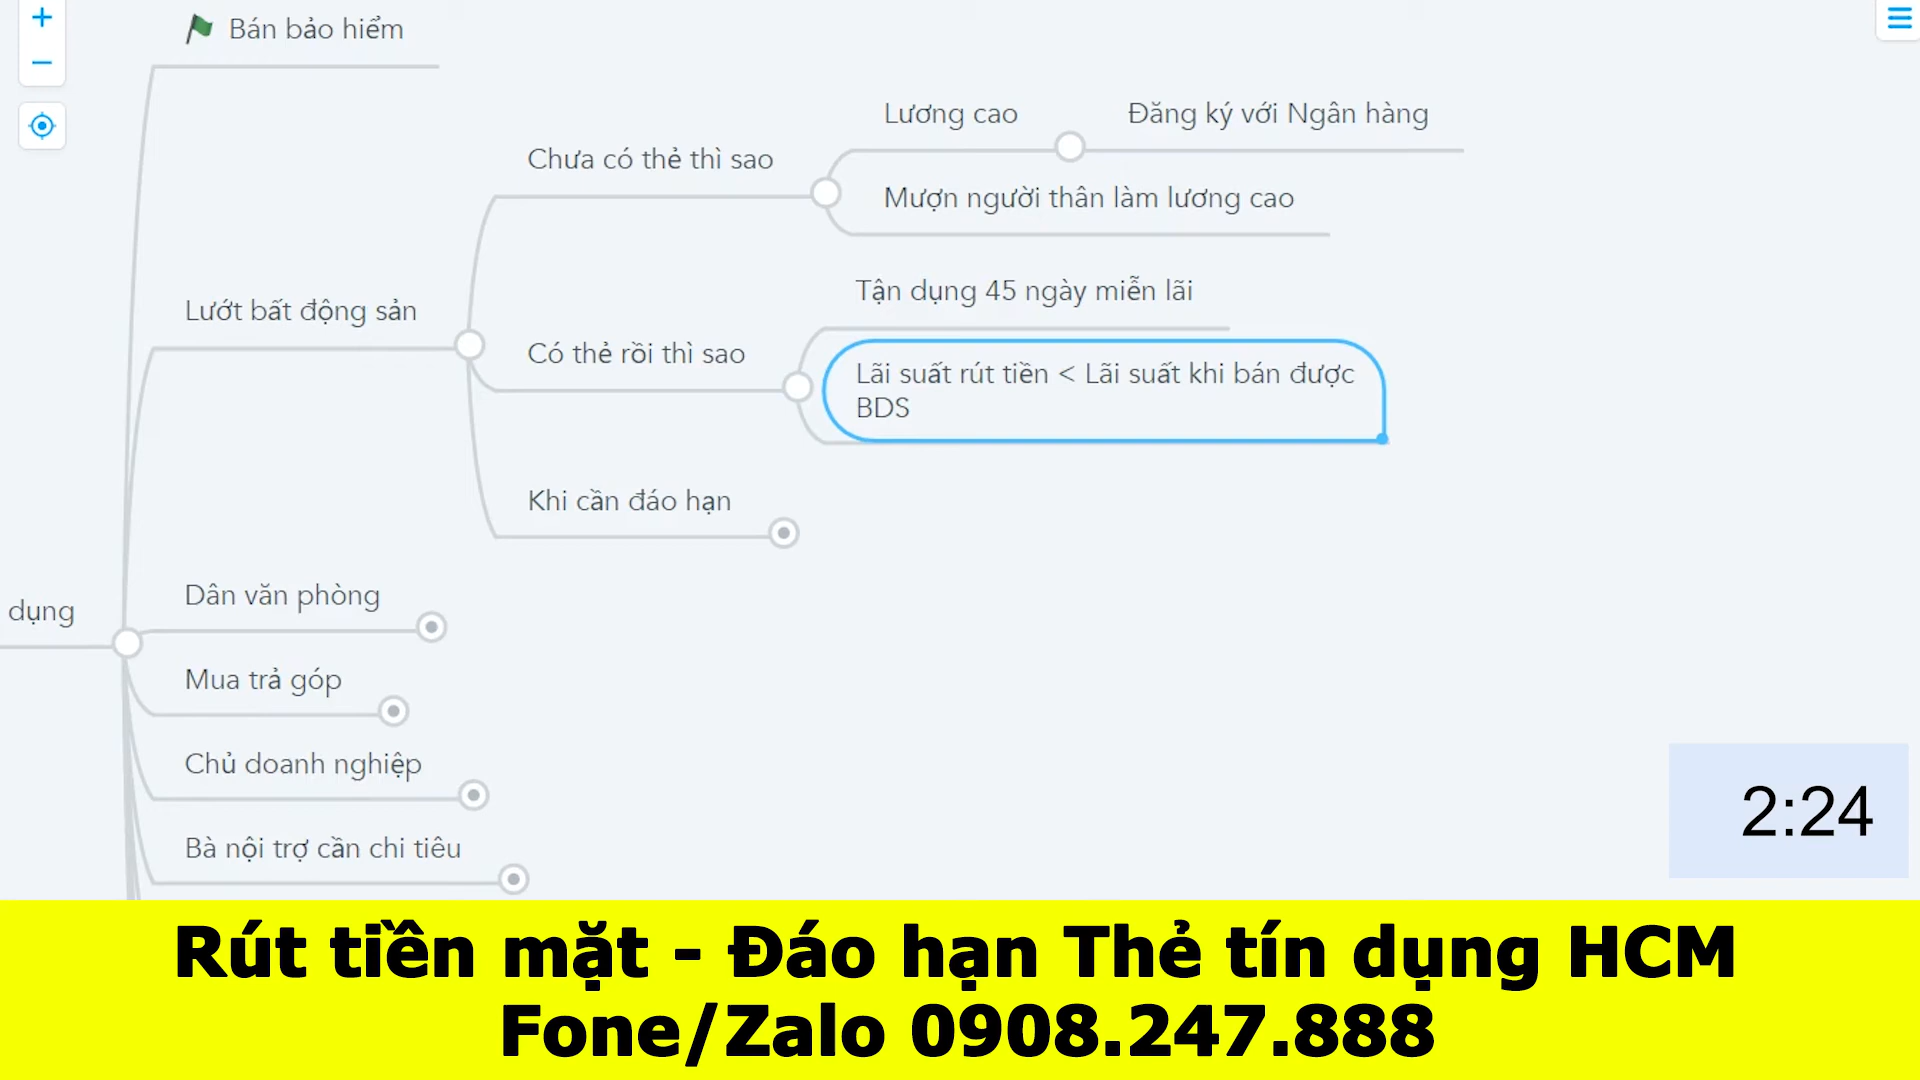 Bán bảo hiểm
Lương cao
Đăng ký với Ngân hàng
Chưa có thẻ thì sao
Mượn người thân làm lương cao
Tận dụng 45 ngày miễn lãi
Lướt bất động sản
Có thẻ rồi thì sao
Lãi suất rút tiền < Lãi suất khi bán được
BDS
Khi cần đáo hạn
dụng
Dân văn phòng
Mua trả góp
Chủ doanh nghiệp
Bà nội trợ cần chi tiêu
2:24
Rút tiền mặt - Đáo hạn Thẻ tín dụng HCM
Fone/Zalo 0908.247.888